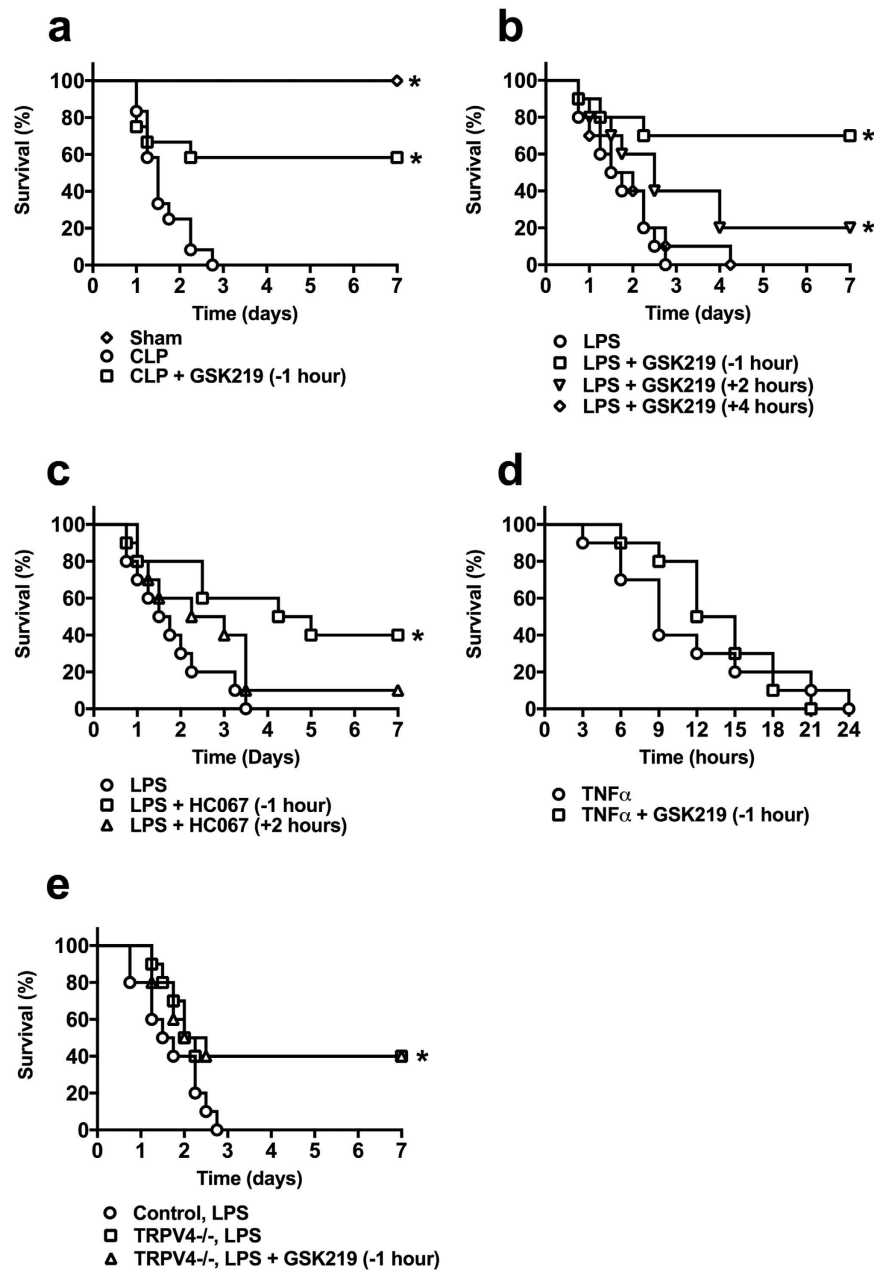 a
Survival (%)
100
80
60
40
20
0
0 1 2 3 4 5 6 7
*
*
Time (days)
Sham
CLP
CLP + GSK219 (-1 hour)
b
Survival (%)
100
80
60
40
20
0
0 1 2 3 4 5 6 7
*
*
Time (days)
LPS
LPS + GSK219 (-1 hour)
LPS + GSK219 (+2 hours)
LPS + GSK219 (+4 hours)
c
Survival (%)
100
80
60
40
20
0
0 1 2 3 4 5 6 7
*
Time (Days)
LPS
LPS + HC067 (-1 hour)
LPS + HC067 (+2 hours)
d
Survival (%)
100
80
60
40
20
0
0 3 6 9 12 15 18 21 24
Time (hours)
TNFα
TNFα + GSK219 (-1 hour)
e
Survival (%)
100
80
60
40
20
0
0 1 2 3 4 5 6 7
*
Time (days)
Control, LPS
TRPV4-/-, LPS
TRPV4-/-, LPS + GSK219 (-1 hour)